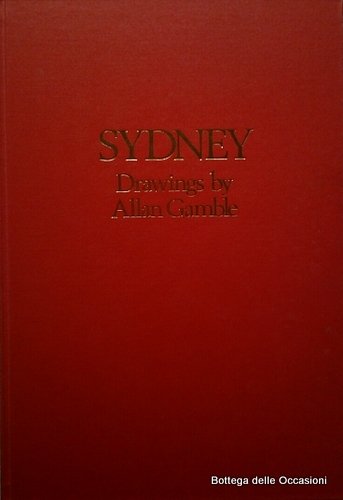 SYDNEY
Drawings by
Allan Gamble
Bottega delle Occasioni